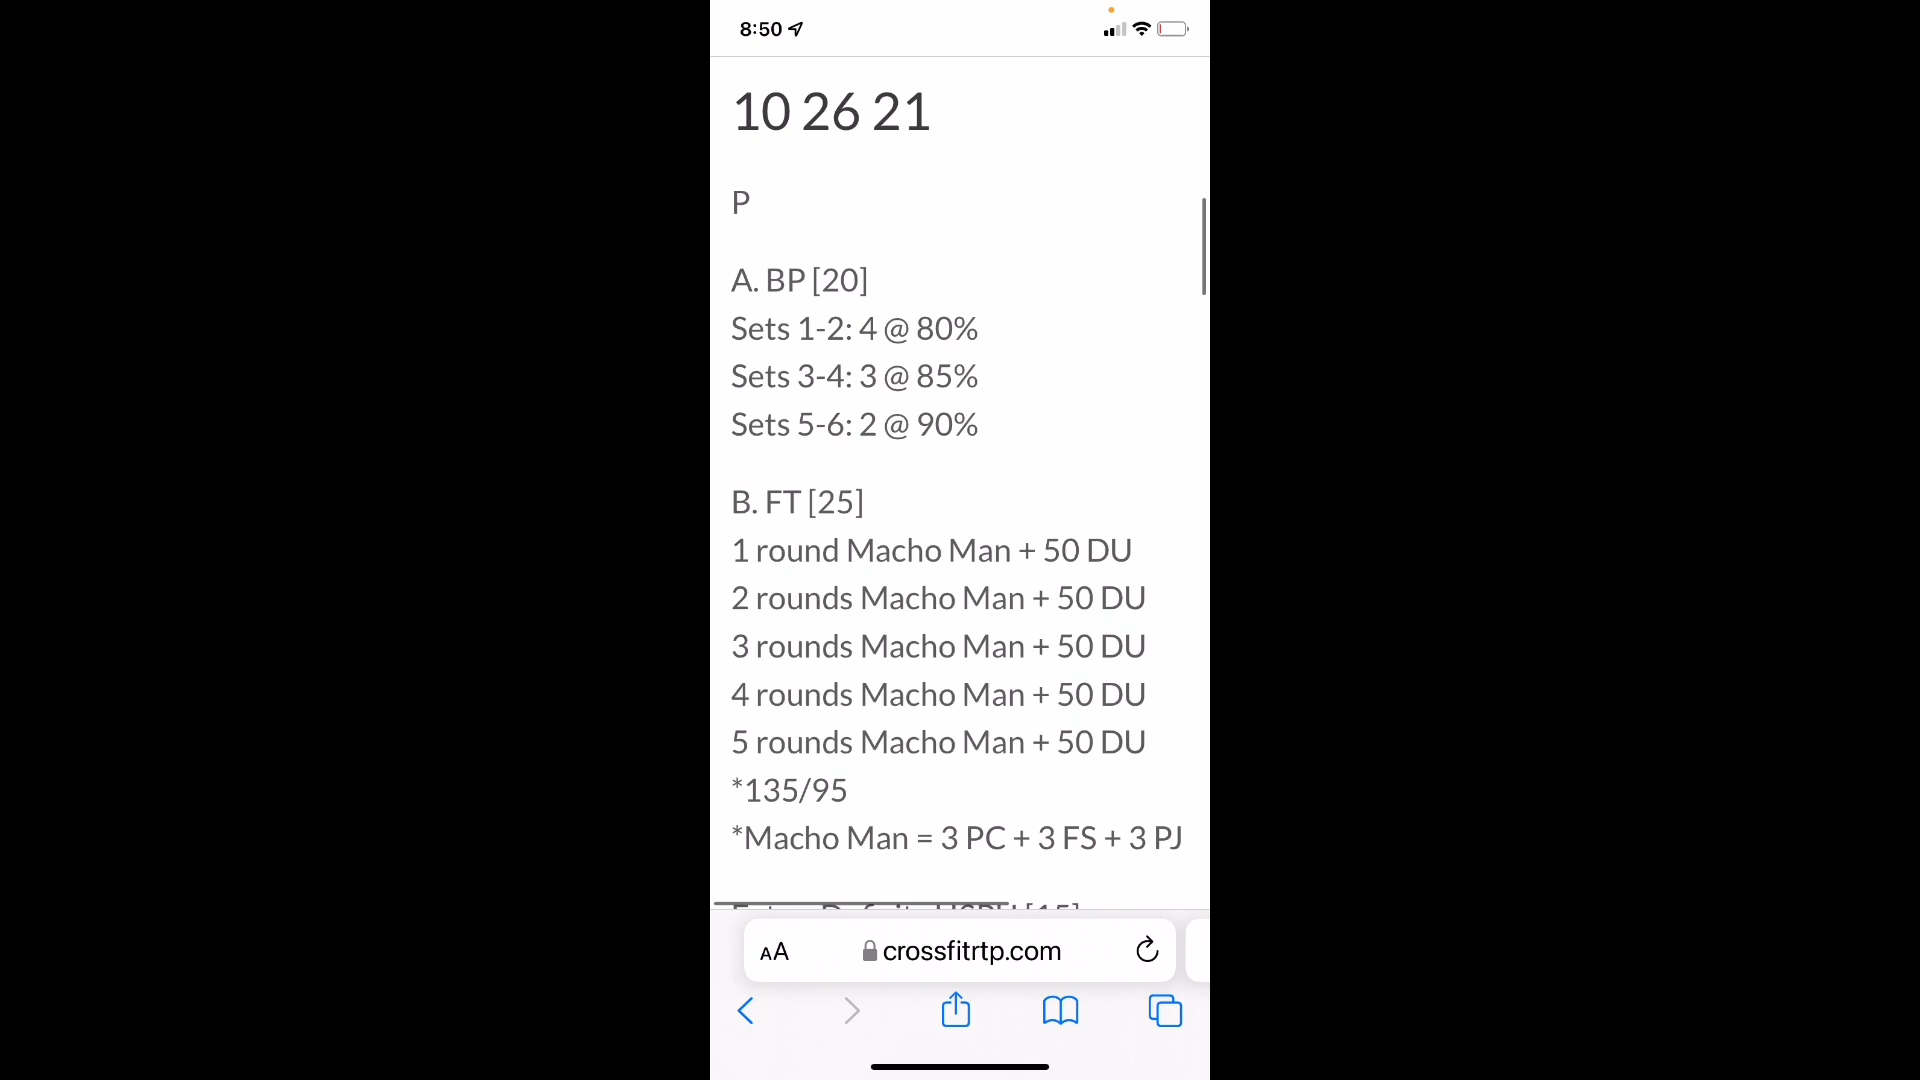 8:50
10 26 21
P
A. BP [20]
Sets 1-2: 4 @ 80%
Sets 3-4: 3 @ 85%
Sets 5-6: 2 @ 90%
B. FT [25]
1 round Macho Man + 50 DU
2 rounds Macho Man + 50 DU
3 rounds Macho Man + 50 DU
4 rounds Macho Man + 50 DU
5 rounds Macho Man + 50 DU
*135/95
*Macho Man = 3 PC + 3 FS + 3 PJ
AA crossfitrtp.com